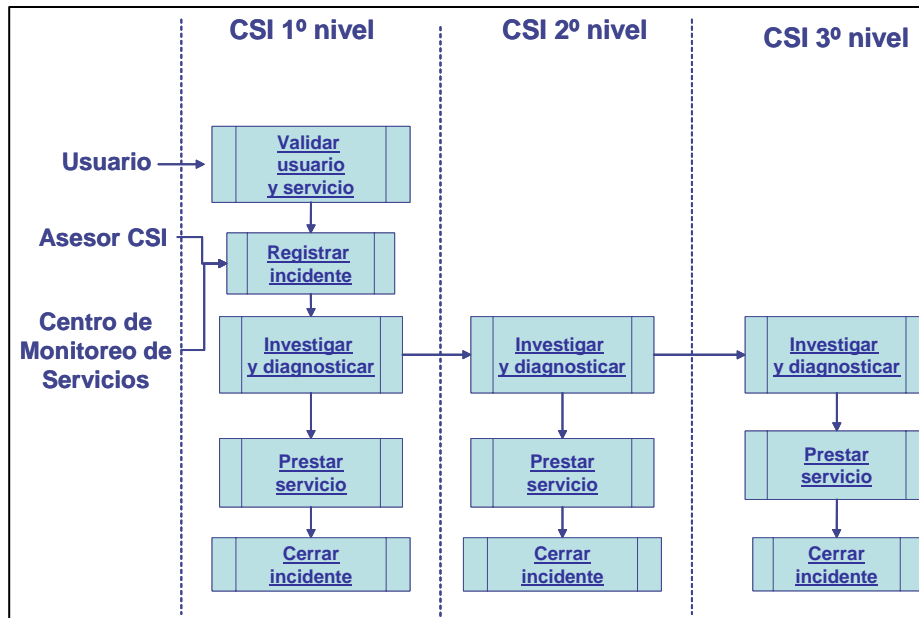 CSI 1º nivel
CSI 2º nivel
CSI 3º nivel
Usuario
Validar
usuario
y servicio
Asesor CSI
Registrar
incidente
Centro de
Monitoreo de
Servicios
Investigar
y diagnosticar
Investigar
y diagnosticar
Investigar
y diagnosticar
Prestar
servicio
Prestar
servicio
Prestar
servicio
Cerrar
incidente
Cerrar
incidente
Cerrar
incidente